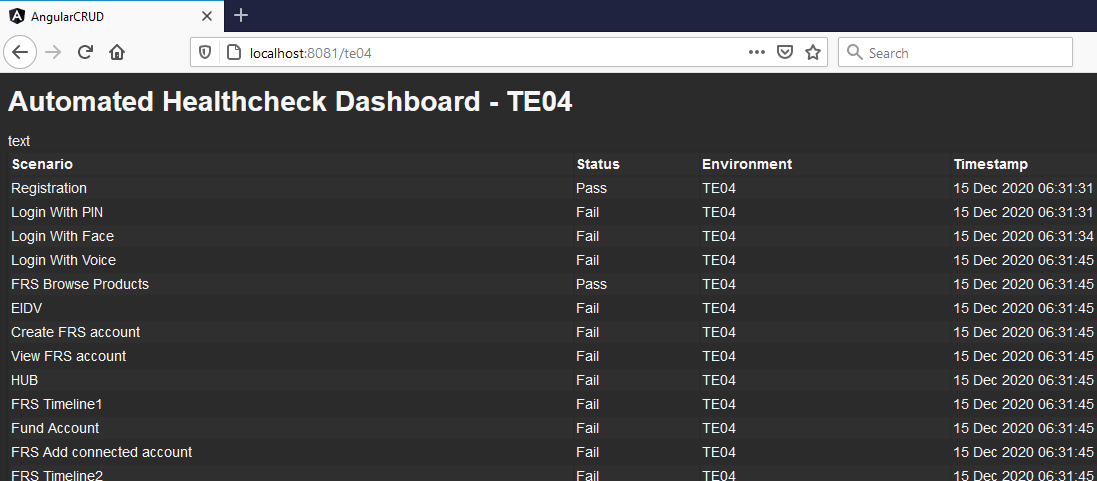 AngularCRUD
localhost:8081/te04
Search
Automated Healthcheck Dashboard - TE04
text
Scenario Status Environment Timestamp
Registration Pass TE04 15 Dec 2020 06:31:31
Login With PIN Fail TE04 15 Dec 2020 06:31:31
Login With Face Fail TE04 15 Dec 2020 06:31:34
Login With Voice Fail TE04 15 Dec 2020 06:31:45
FRS Browse Products Pass TE04 15 Dec 2020 06:31:45
EIDV Fail TE04 15 Dec 2020 06:31:45
Create FRS account Fail TE04 15 Dec 2020 06:31:45
View FRS account Fail TE04 15 Dec 2020 06:31:45
HUB Fail TE04 15 Dec 2020 06:31:45
FRS Timeline1 Fail TE04 15 Dec 2020 06:31:45
Fund Account Fail TE04 15 Dec 2020 06:31:45
FRS Add connected account Fail TE04 15 Dec 2020 06:31:45
FRS Timeline2 Fail TE04 15 Dec 2020 06:31:45